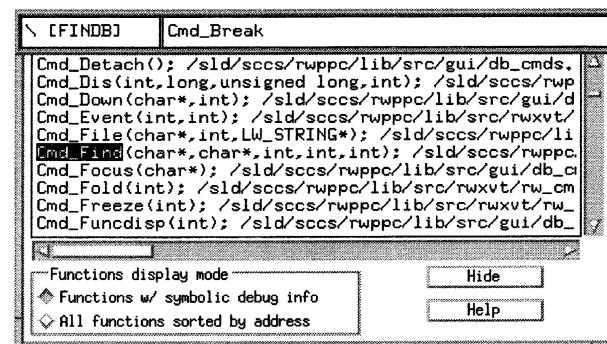 \ [FINDB] Cmd_Break
Cmd_Detach(); /sld/sccs/rwppc/lib/src/gui/db_cmds.
Cmd_Dis(int,long,unsigned long,int); /sld/sccs/rwp
Cmd_Down(char*,int); /sld/sccs/rwppc/lib/src/gui/d
Cmd_Event(int,int); /sld/sccs/rwppc/lib/src/rwxvt/
Cmd_File(char*,int,LW_STRING*); /sld/sccs/rwppc/li
Cmd_Find(char*,char*,int,int,int); /sld/sccs/rwppc.
Cmd_Focus(char*); /sld/sccs/rwppc/lib/src/gui/db_c
Cmd_Fold(int); /sld/sccs/rwppc/lib/src/rwxvt/rw_cm
Cmd_Freeze(int); /sld/sccs/rwppc/lib/src/rwxvt/rw_
Cmd_Funcdisp(int); /sld/sccs/rwppc/lib/src/gui/db_
Functions display mode
Functions w/ symbolic debug info
All functions sorted by address
Hide
Help